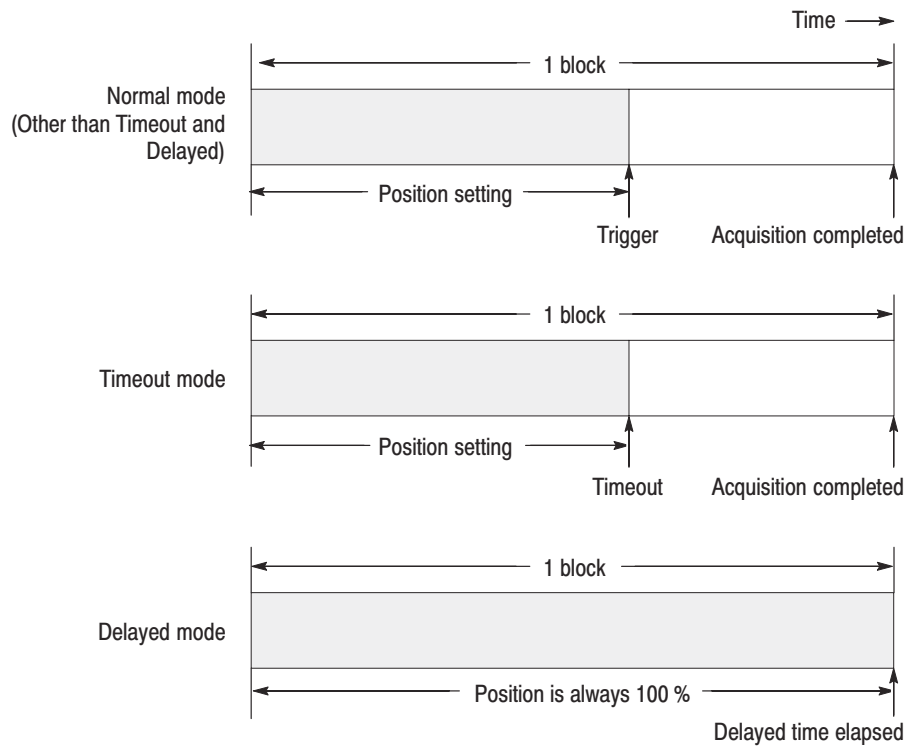 Time
1 block
Normal mode
(Other than Timeout and
Delayed)
Position setting
Trigger
Acquisition completed
1 block
Timeout mode
Position setting
Timeout
Acquisition completed
1 block
Delayed mode
Position is always 100 %
Delayed time elapsed